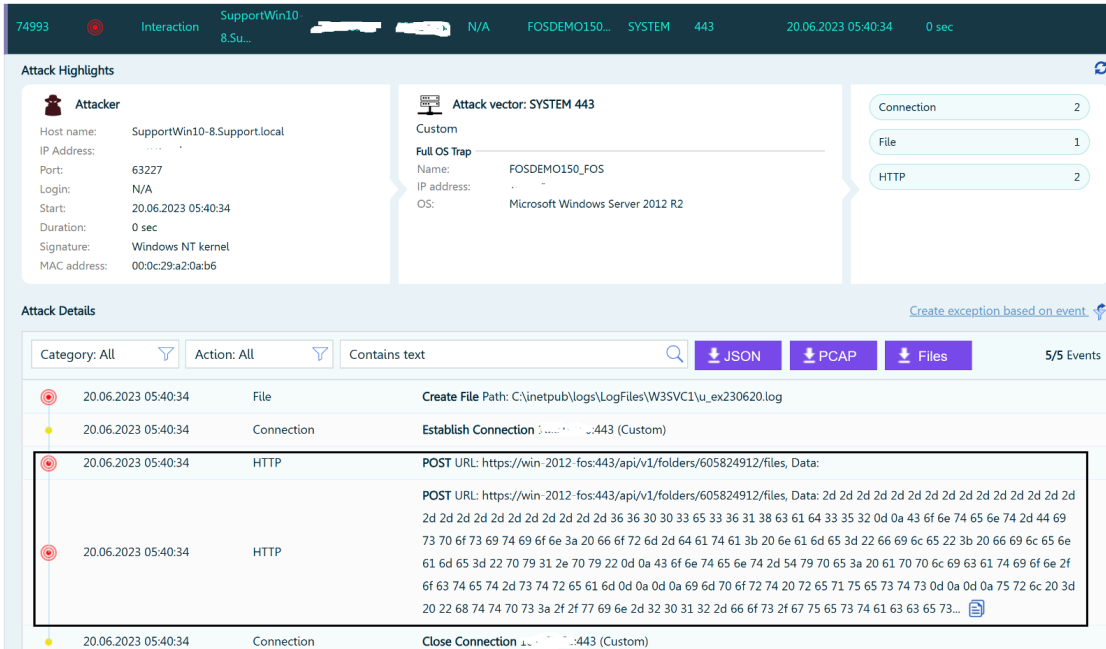 74993 Interaction SupportWin10- N/A FOSDEMO150... SYSTEM 443 20.06.2023 05:40:34 0 sec
8.Su...
Attack Highlights
Attacker
Host name: SupportWin10-8.Support.local
IP Address:
Port: 63227
Login: N/A
Start: 20.06.2023 05:40:34
Duration: 0 sec
Signature: Windows NT kernel
MAC address: 00:0c:29:a2:0a:b6
Attack vector: SYSTEM 443
Custom
Full OS Trap
Name: FOSDEMO150_FOS
IP address:
OS: Microsoft Windows Server 2012 R2
Connection 2
File 1
HTTP 2
Attack Details
Create exception based on event
Category: All Action: All Contains text JSON PCAP Files 5/5 Events
20.06.2023 05:40:34 File Create File Path: C:\inetpub\logs\LogFiles\W3SVC1\u_ex230620.log
20.06.2023 05:40:34 Connection Establish Connection :443 (Custom)
20.06.2023 05:40:34 HTTP POST URL: https://win-2012-fos:443/api/v1/folders/605824912/files, Data:
POST URL: https://win-2012-fos:443/api/v1/folders/605824912/files, Data: 2d 2d 2d 2d 2d 2d 2d 2d 2d 2d 2d 2d 2d 2d 2d
2d 2d 2d 2d 2d 2d 2d 2d 2d 2d 2d 36 36 30 30 33 65 33 36 31 38 63 61 64 33 35 32 0d 0a 43 6f 6e 74 65 6e 74 2d 44 69
20.06.2023 05:40:34 HTTP 73 70 6f 73 69 74 69 6f 6e 3a 20 66 6f 72 6d 2d 64 61 74 61 3b 20 6e 61 6d 65 3d 22 66 69 6c 65 22 3b 20 66 69 6c 65 6e
61 6d 65 3d 22 70 79 31 2e 70 79 22 0d 0a 43 6f 6e 74 65 6e 74 2d 54 79 70 65 3a 20 61 70 70 6c 69 63 61 74 69 6f 6e 2f
6f 63 74 65 74 2d 73 74 72 65 61 6d 0d 0a 0d 0a 69 6d 70 6f 72 74 20 72 65 71 75 65 73 74 73 0d 0a 0d 0a 75 72 6c 20 3d
20 22 68 74 74 70 73 3a 2f 2f 77 69 6e 2d 32 30 31 32 2d 66 6f 73 2f 67 75 65 73 74 61 63 63 65 73...
20.06.2023 05:40:34 Connection Close Connection :443 (Custom)